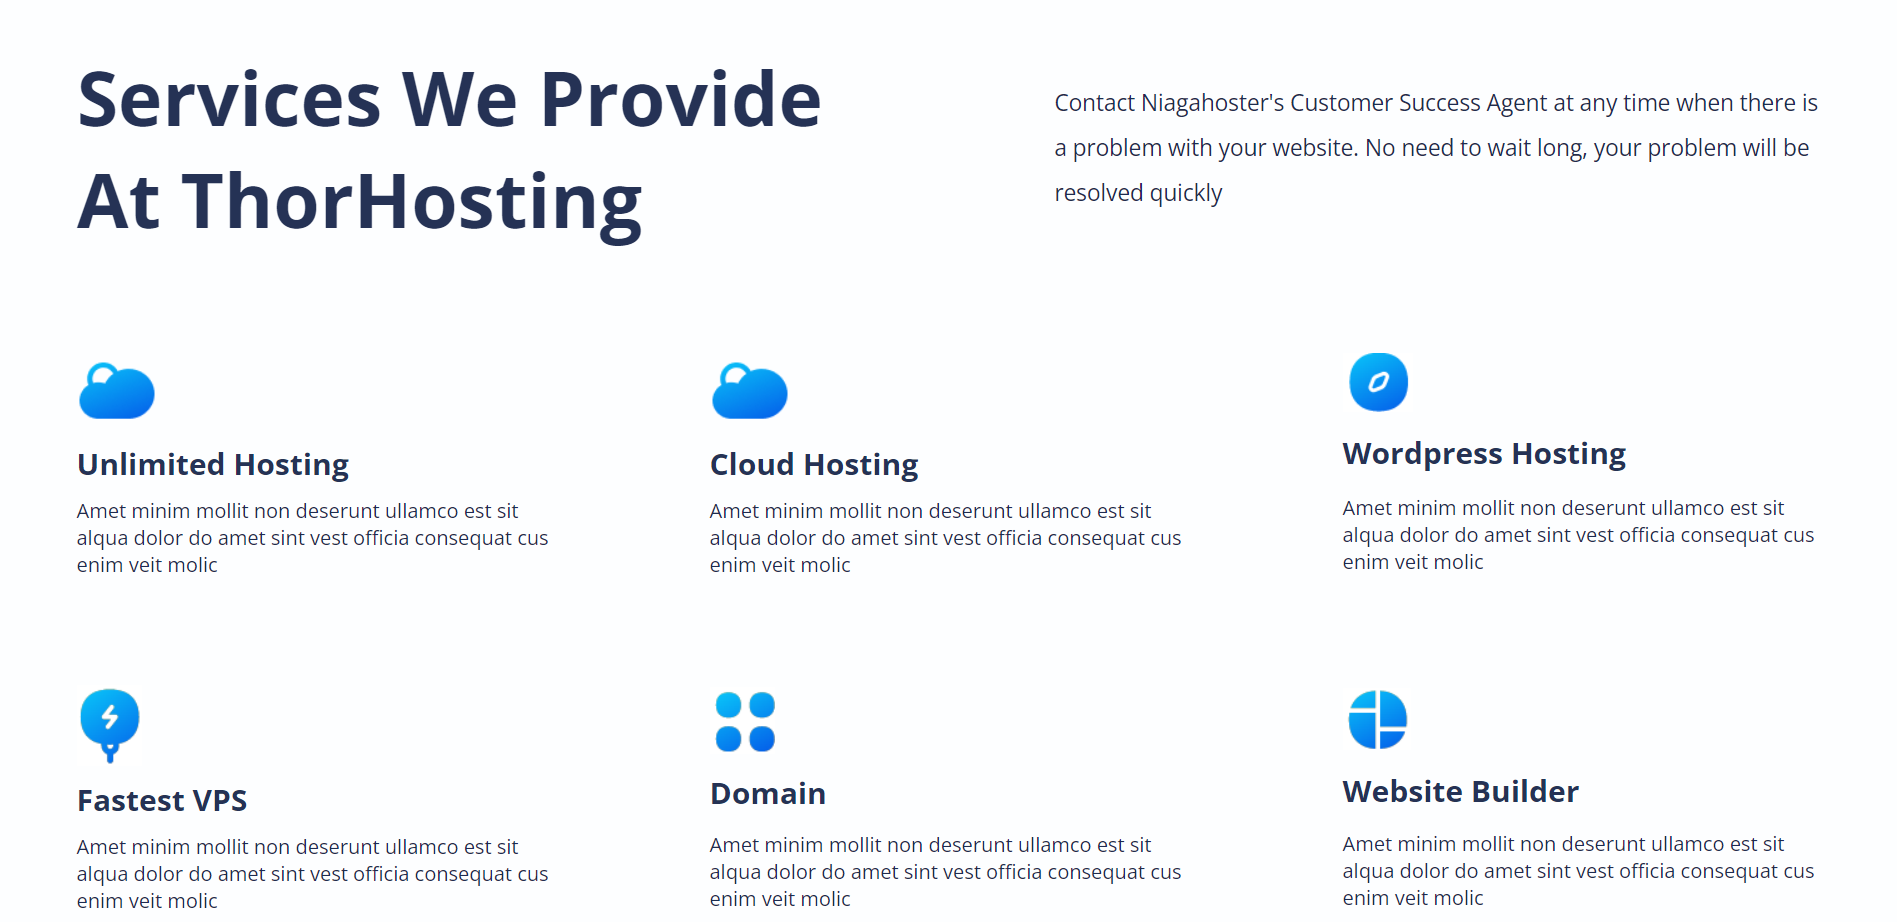 Services We Provide
At ThorHosting
Contact Niagahoster's Customer Success Agent at any time when there is
a problem with your website. No need to wait long, your problem will be
resolved quickly
Unlimited Hosting
Amet minim mollit non deserunt ullamco est sit
alqua dolor do amet sint vest officia consequat cus
enim veit molic
Cloud Hosting
Amet minim mollit non deserunt ullamco est sit
alqua dolor do amet sint vest officia consequat cus
enim veit molic
Wordpress Hosting
Amet minim mollit non deserunt ullamco est sit
alqua dolor do amet sint vest officia consequat cus
enim veit molic
Fastest VPS
Amet minim mollit non deserunt ullamco est sit
alqua dolor do amet sint vest officia consequat cus
enim veit molic
Domain
Amet minim mollit non deserunt ullamco est sit
alqua dolor do amet sint vest officia consequat cus
enim veit molic
Website Builder
Amet minim mollit non deserunt ullamco est sit
alqua dolor do amet sint vest officia consequat cus
enim veit molic